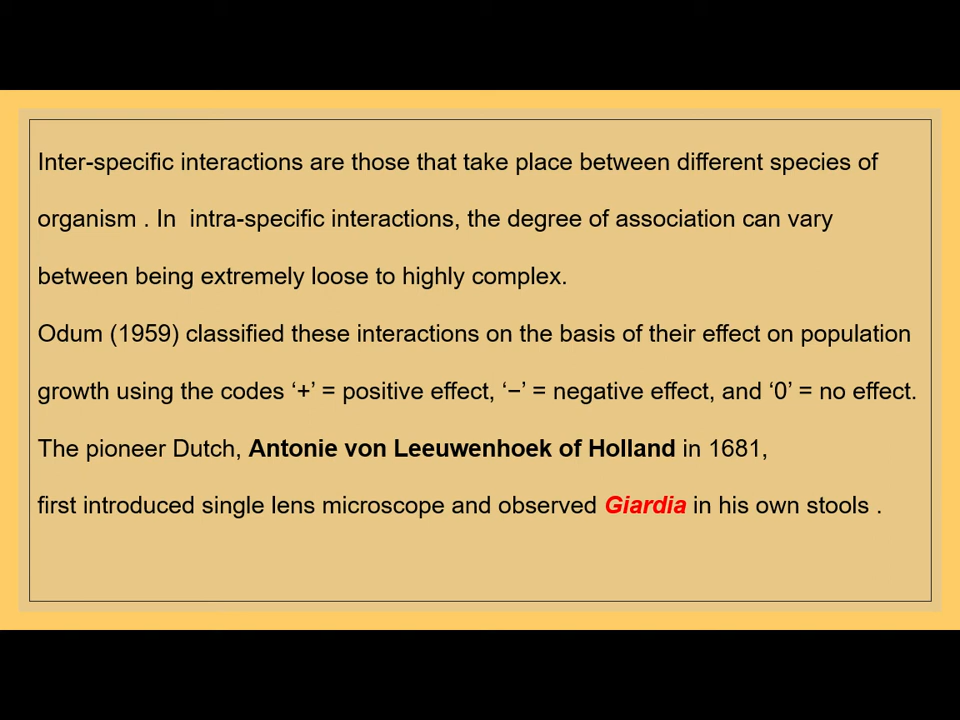 Inter-specific interactions are those that take place between different species of
organism . In  intra-specific interactions, the degree of association can vary
between being extremely loose to highly complex.
Odum (1959) classified these interactions on the basis of their effect on population
growth using the codes ‘+’ = positive effect, ‘−’ = negative effect, and ‘0’ = no effect.
The pioneer Dutch, Antonie von Leeuwenhoek of Holland in 1681,
first introduced single lens microscope and observed Giardia in his own stools .